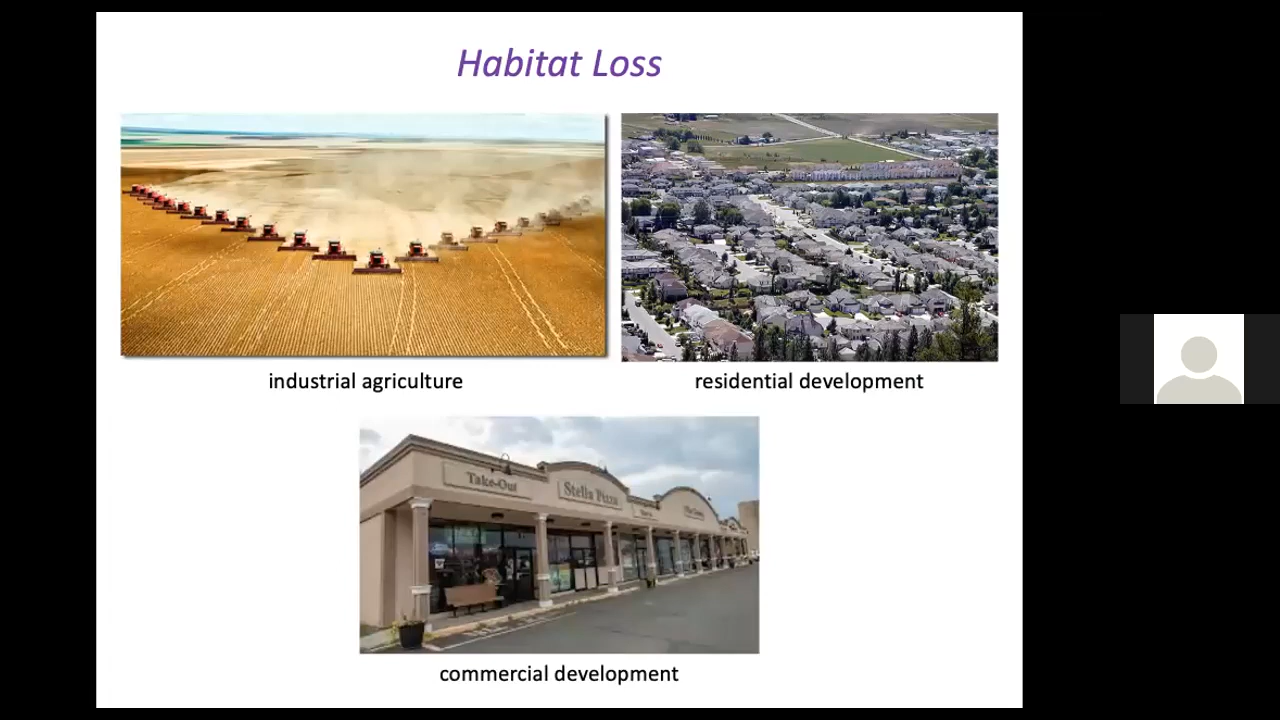 Habitat Loss
industrial agriculture
residential development
Take-Out
Stella Pizza
commercial development